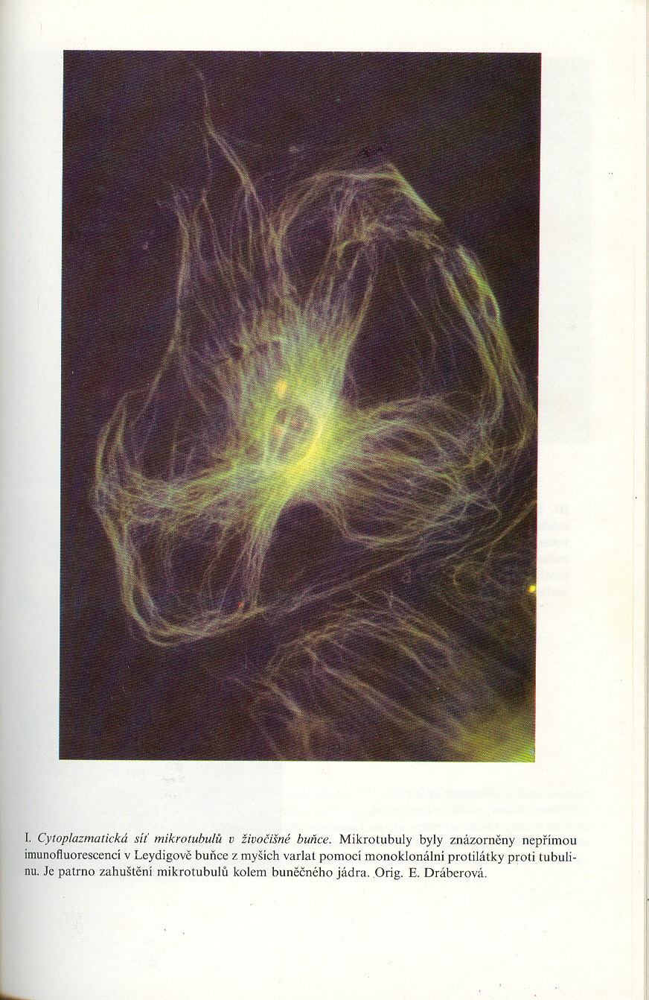 I. Cytoplazmatická síť mikrotubulů v živočišné buňce. Mikrotubuly byly znázorněny nepřímou
imunofluorescencí v Leydigově buňce z myších varlat pomocí monoklonální protilátky proti tubuli-
nu. Je patrno zahuštění mikrotubulů kolem buněčného jádra. Orig. E. Dráberová.